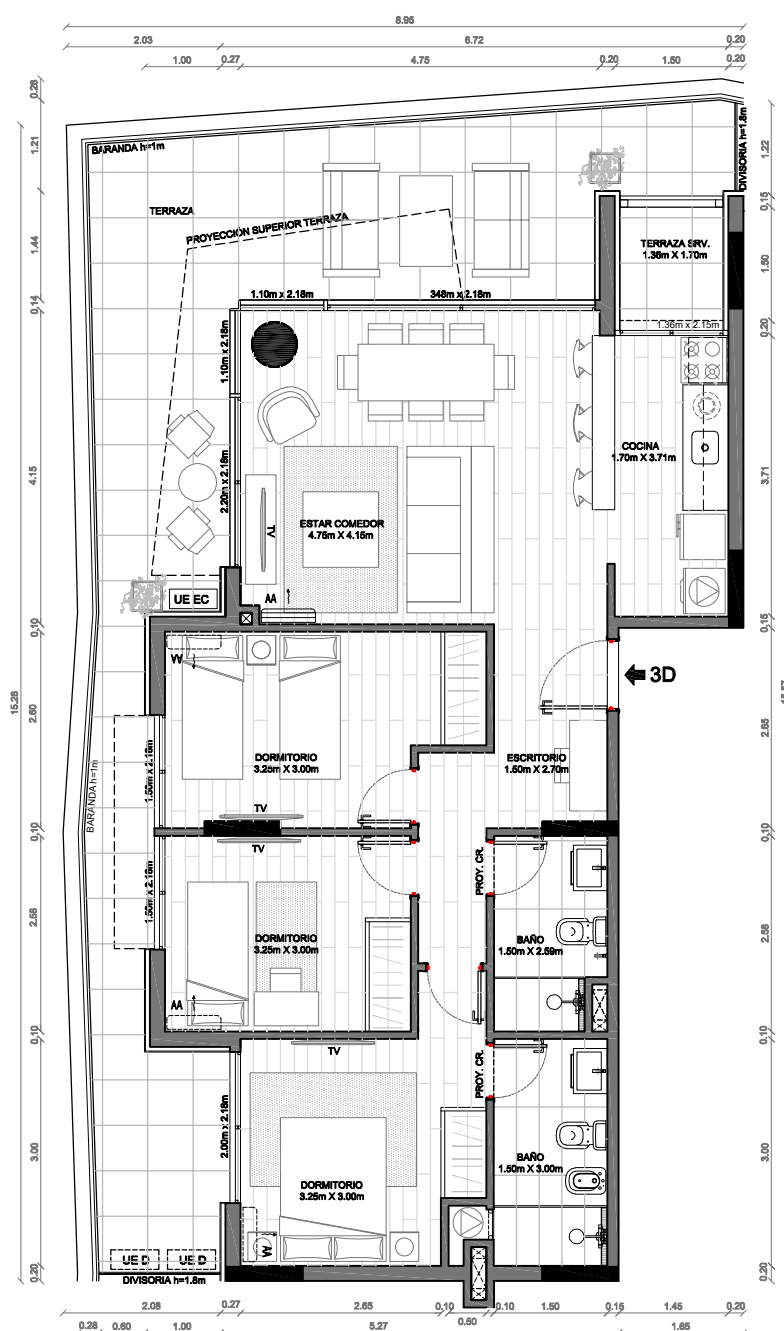 8.95
2.03 6.72 0.20
1.00 0.27 4.75 0.20 1.50 0.20
0.28
1.21
1.44
0.14
4.15
0.10
15.28
2.60
0.10
2.58
0.10
3.00
0.20
BARANDA h=1m
TERRAZA
PROYECCIÓN SUPERIOR TERRAZA
DIVISORIA h=1.8m
TERRAZA SRV.
1.36m X 1.70m
1.10m x 2.18m
348m x 2.18m
1.36m x 2.15m
1.10m x 2.18m
2.20m x 2.18m
COCINA
1.70m X 3.71m
ESTAR COMEDOR
4.75m X 4.15m
TV
AA
UE EC
3D
AA
DORMITORIO
3.25m X 3.00m
ESCRITORIO
1.50m X 2.70m
TV
1.50m x 2.18m
BARANDA h=1m
TV
PROY. CR.
1.50m x 2.18m
DORMITORIO
3.25m X 3.00m
BAÑO
1.50m X 2.59m
AA
TV
PROY. CR.
2.00m x 2.18m
BAÑO
1.50m X 3.00m
DORMITORIO
3.25m X 3.00m
AA
UE D UE D
DIVISORIA h=1.8m
1.22
0.15
1.50
0.20
3.71
0.15
2.65
0.10
2.58
0.10
3.00
0.20
2.08 0.27 2.65 0.10 0.10 1.50 0.15 1.45 0.20
0.28 0.60 1.00 5.27 0.50 1.65